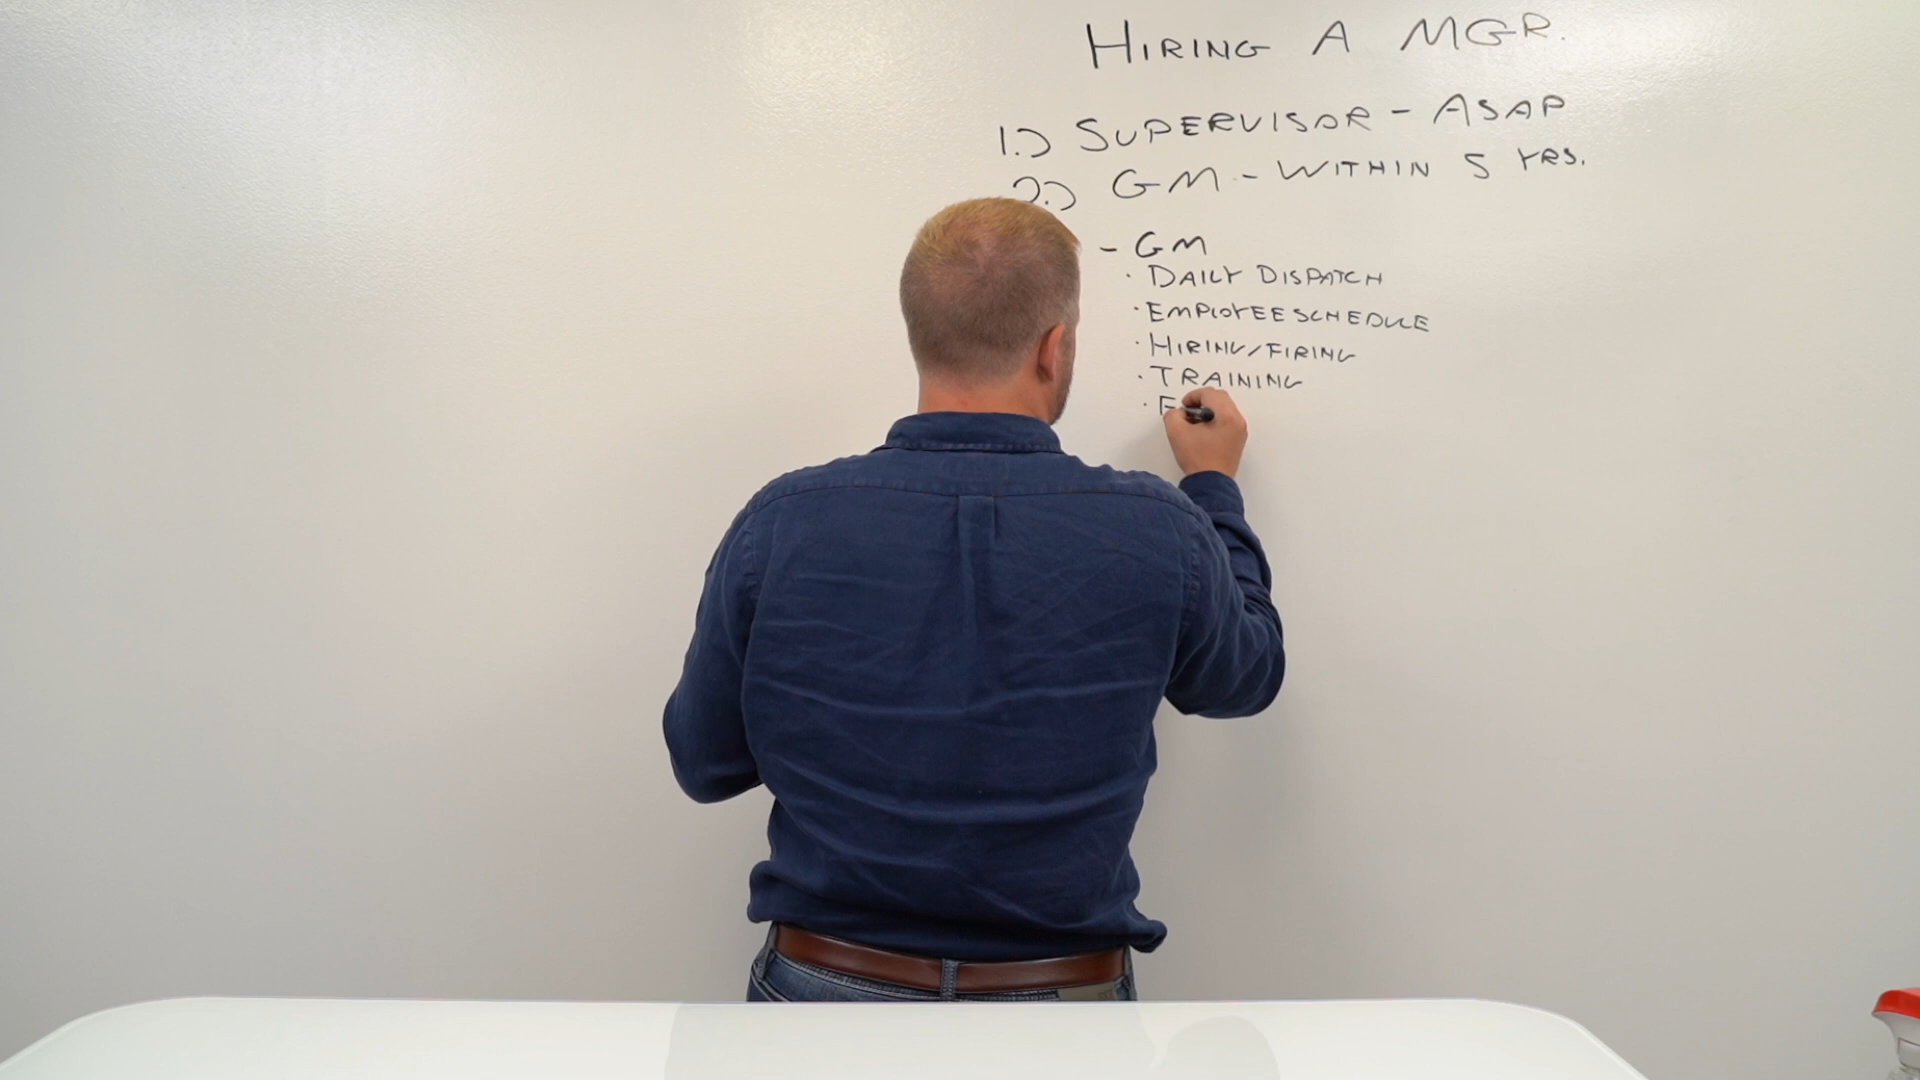 HIRING A MGR.
1.) SUPERVISOR - ASAP
2.) GM - WITHIN 5 YRS.
- GM
· DAILY DISPATCH
· EMPLOYEE SCHEDULE
· HIRING/FIRING
· TRAINING